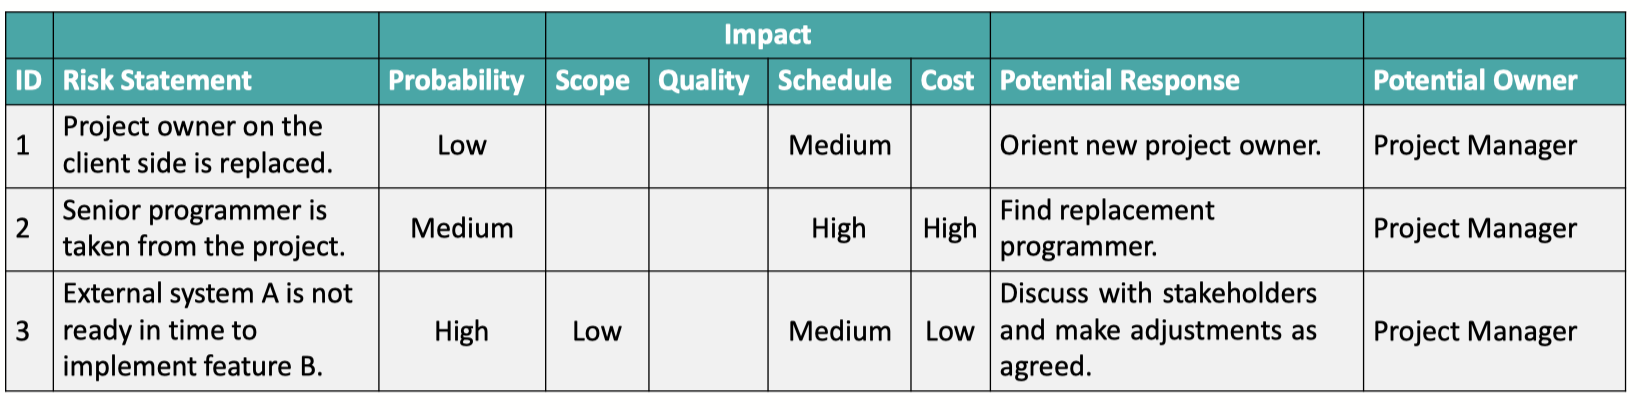 Impact
ID Risk Statement Probability Scope Quality Schedule Cost Potential Response Potential Owner
1 Project owner on the client side is replaced. Low Medium Orient new project owner. Project Manager
2 Senior programmer is taken from the project. Medium High High Find replacement programmer. Project Manager
3 External system A is not ready in time to implement feature B. High Low Medium Low Discuss with stakeholders and make adjustments as agreed. Project Manager